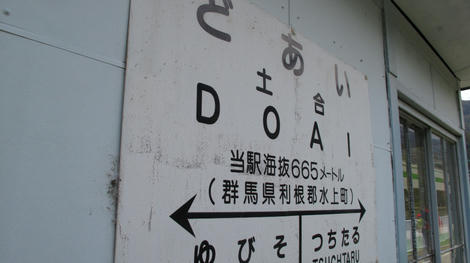 どあい
土合
DOAI
当駅海抜665メートル
(群馬県利根郡水上町)
ゆびそ つちたる
TSUCHTARU